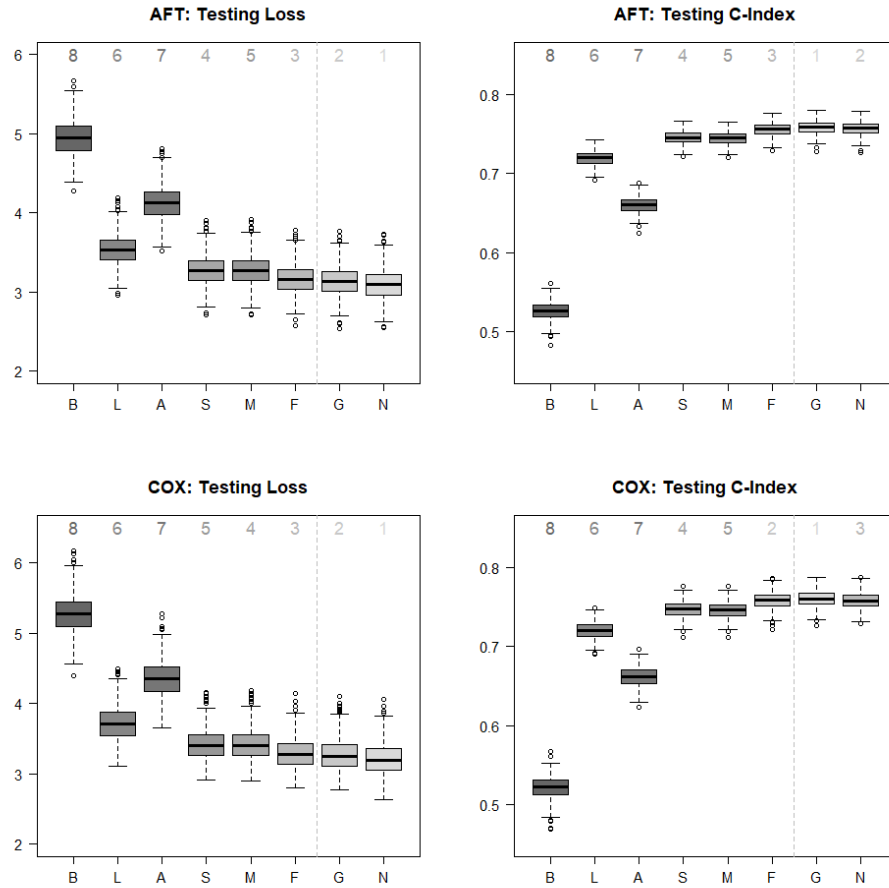 AFT: Testing Loss
8 6 7 4 5 3 2 1
6
5
4
3
2
B L A S M F G N
AFT: Testing C-Index
8 6 7 4 5 3 1 2
0.8
0.7
0.6
0.5
B L A S M F G N
COX: Testing Loss
8 6 7 5 4 3 2 1
6
5
4
3
2
B L A S M F G N
COX: Testing C-Index
8 6 7 4 5 2 1 3
0.8
0.7
0.6
0.5
B L A S M F G N